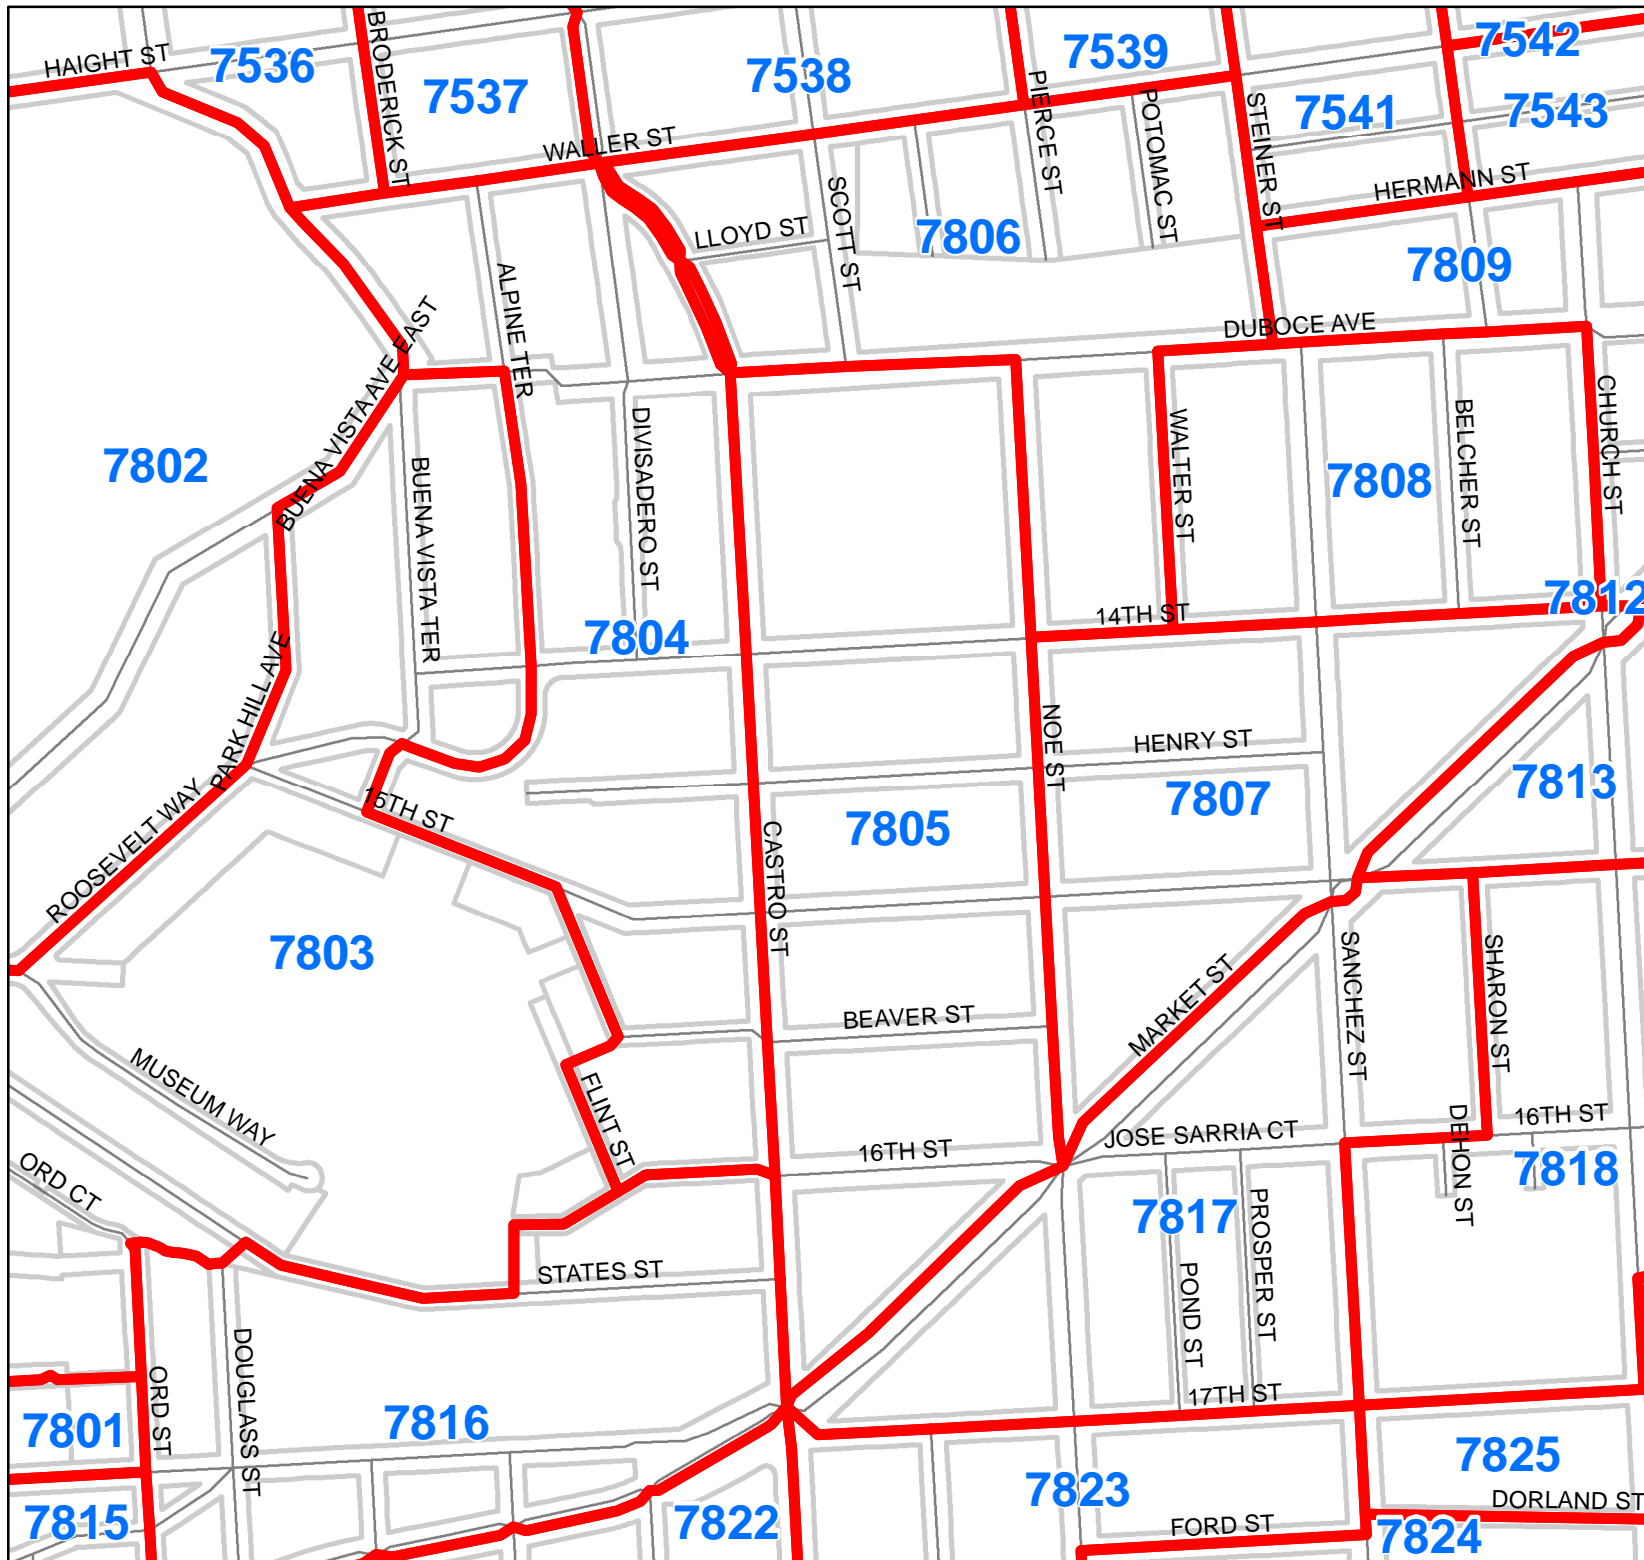 HAIGHT ST
7536
BRODERICK ST
7537
7538
7539
7542
PIERCE ST
POTOMAC ST
STEINER ST
7541
7543
WALLER ST
HERMANN ST
SCOTT ST
LLOYD ST
7806
7809
ALPINE TER
BUENA VISTA AVE EAST
DUBOCE AVE
7802
BUENA VISTA TER
DIVISADERO ST
WALTER ST
7808
BELCHER ST
CHURCH ST
7812
14TH ST
7804
PARK HILL AVE
NOE ST
HENRY ST
7813
7807
ROOSEVELT WAY
15TH ST
7805
CASTRO ST
7803
MARKET ST
SANCHEZ ST
SHARON ST
BEAVER ST
MUSEUM WAY
FLINT ST
16TH ST
JOSE SARRIA CT
DEHON ST
16TH ST
7818
ORD CT
7817
PROSPER ST
POND ST
STATES ST
ORD ST
DOUGLASS ST
17TH ST
7801
7816
7825
7823
DORLAND ST
7815
7822
FORD ST
7824